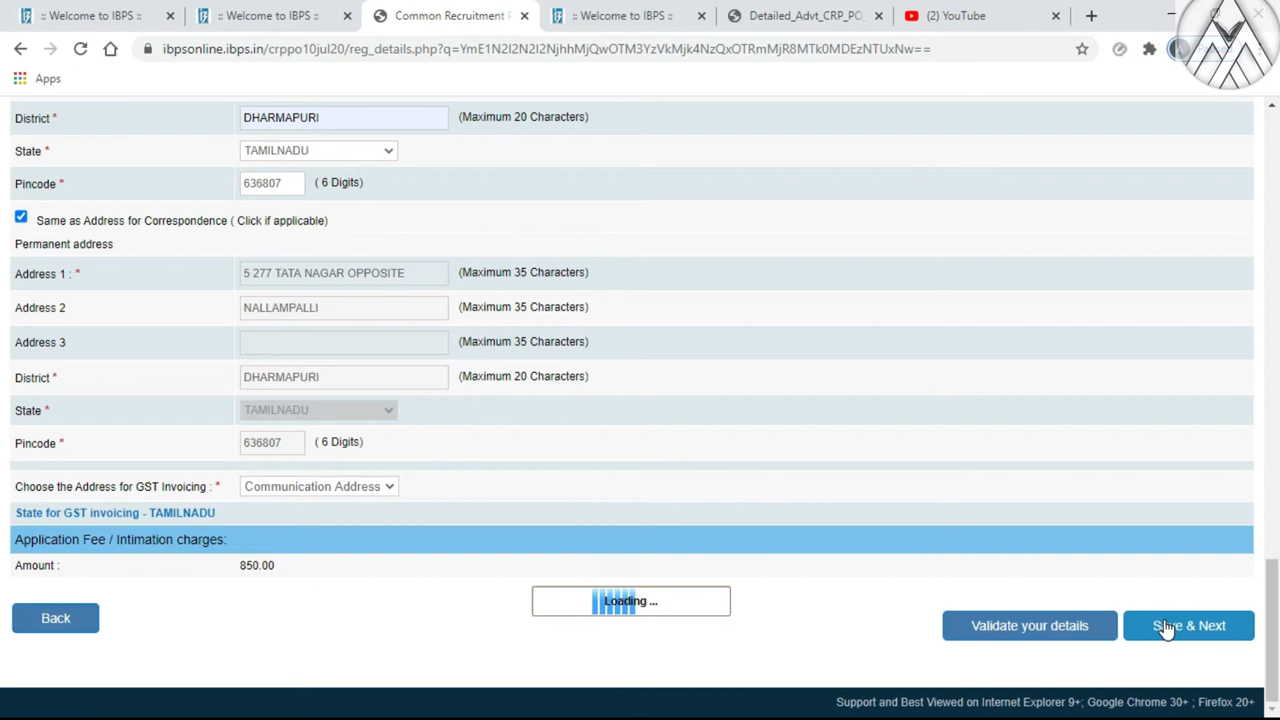 :: Welcome to IBPS :: :: Welcome to IBPS :: Common Recruitment P :: Welcome to IBPS :: Detailed_Advt_CRP_PO_ (2) YouTube
ibpsonline.ibps.in/crppo10jul20/reg_details.php?q=YmE1N2I2N2I2NjhhMjQwOTM3YzVkMjk4NzQxOTRmMjR8MTk0MDEzNTUxNw==
Apps
District * DHARMAPURI (Maximum 20 Characters)
State * TAMILNADU
Pincode * 636807 ( 6 Digits)
Same as Address for Correspondence ( Click if applicable)
Permanent address
Address 1 : * 5 277 TATA NAGAR OPPOSITE (Maximum 35 Characters)
Address 2 NALLAMPALLI (Maximum 35 Characters)
Address 3 (Maximum 35 Characters)
District * DHARMAPURI (Maximum 20 Characters)
State * TAMILNADU
Pincode * 636807 ( 6 Digits)
Choose the Address for GST Invoicing : * Communication Address
State for GST invoicing - TAMILNADU
Application Fee / Intimation charges:
Amount : 850.00
Loading ...
Back Validate your details Save & Next
Support and Best Viewed on Internet Explorer 9+; Google Chrome 30+ ; Firefox 20+